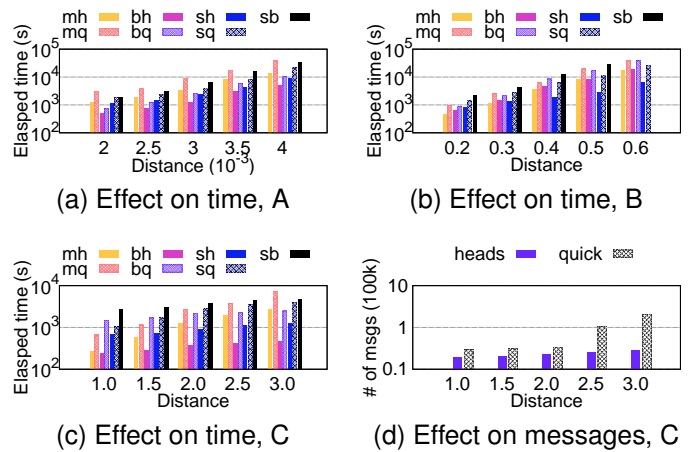 mh bh sh sb
mq bq sq
Elasped time (s)
10^5
10^4
10^3
10^2
2 2.5 3 3.5 4
Distance (10^-3)
(a) Effect on time, A
mh bh sh sb
mq bq sq
Elasped time (s)
10^5
10^4
10^3
10^2
0.2 0.3 0.4 0.5 0.6
Distance
(b) Effect on time, B
mh bh sh sb
mq bq sq
Elasped time (s)
10^4
10^3
10^2
1.0 1.5 2.0 2.5 3.0
Distance
(c) Effect on time, C
heads quick
# of msgs (100k)
10
1
0.1
1.0 1.5 2.0 2.5 3.0
Distance
(d) Effect on messages, C